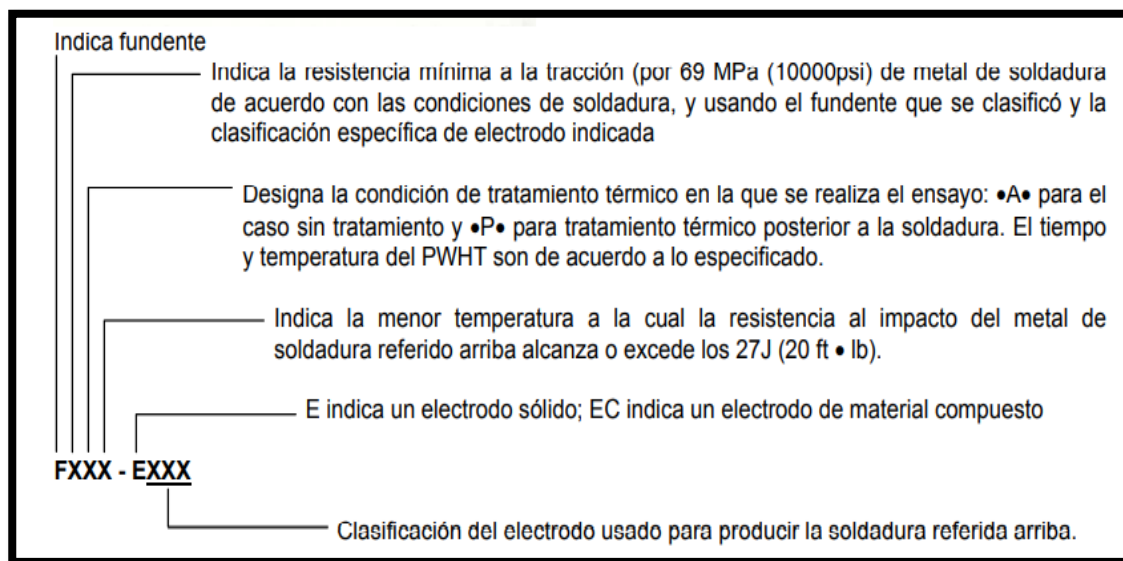 Indica fundente
Indica la resistencia mínima a la tracción (por 69 MPa (10000psi) de metal de soldadura
de acuerdo con las condiciones de soldadura, y usando el fundente que se clasificó y la
clasificación específica de electrodo indicada
Designa la condición de tratamiento térmico en la que se realiza el ensayo: •A• para el
caso sin tratamiento y •P• para tratamiento térmico posterior a la soldadura. El tiempo
y temperatura del PWHT son de acuerdo a lo especificado.
Indica la menor temperatura a la cual la resistencia al impacto del metal de
soldadura referido arriba alcanza o excede los 27J (20 ft • lb).
E indica un electrodo sólido; EC indica un electrodo de material compuesto
FXXX - EXXX
Clasificación del electrodo usado para producir la soldadura referida arriba.